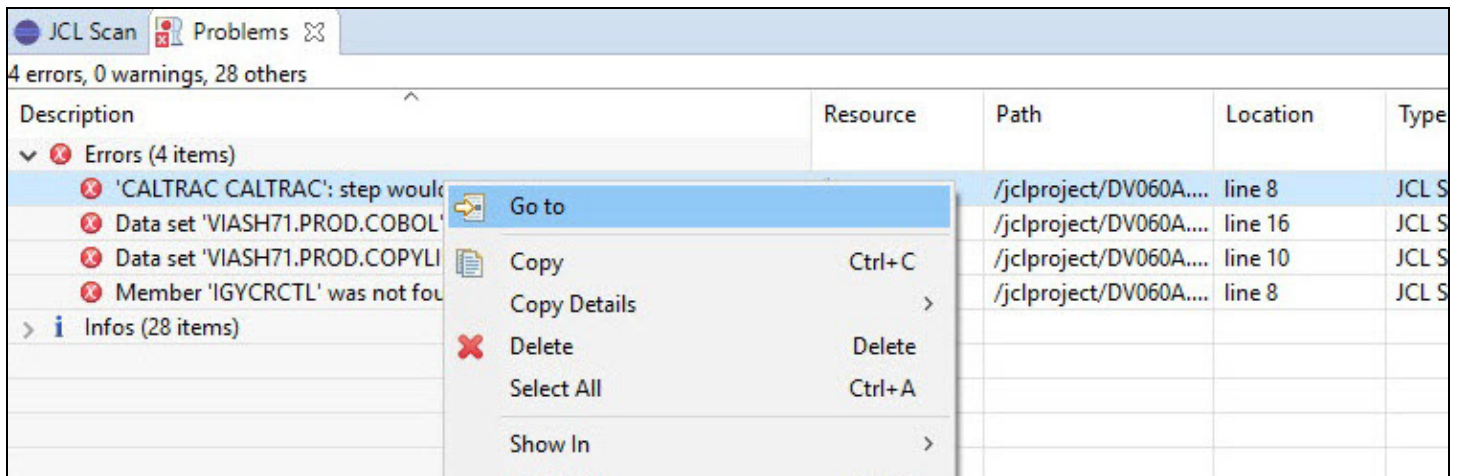 JCL Scan Problems
4 errors, 0 warnings, 28 others
Description Resource Path Location Type
Errors (4 items)
'CALTRAC CALTRAC': step would /jclproject/DV060A.... line 8 JCL S
Go to
Data set 'VIASH71.PROD.COBOL' /jclproject/DV060A.... line 16 JCL S
Data set 'VIASH71.PROD.COPYLI /jclproject/DV060A.... line 10 JCL S
Copy Ctrl+C
Member 'IGYCRCTL' was not fou /jclproject/DV060A.... line 8 JCL S
Copy Details
Infos (28 items)
Delete Delete
Select All Ctrl+A
Show In